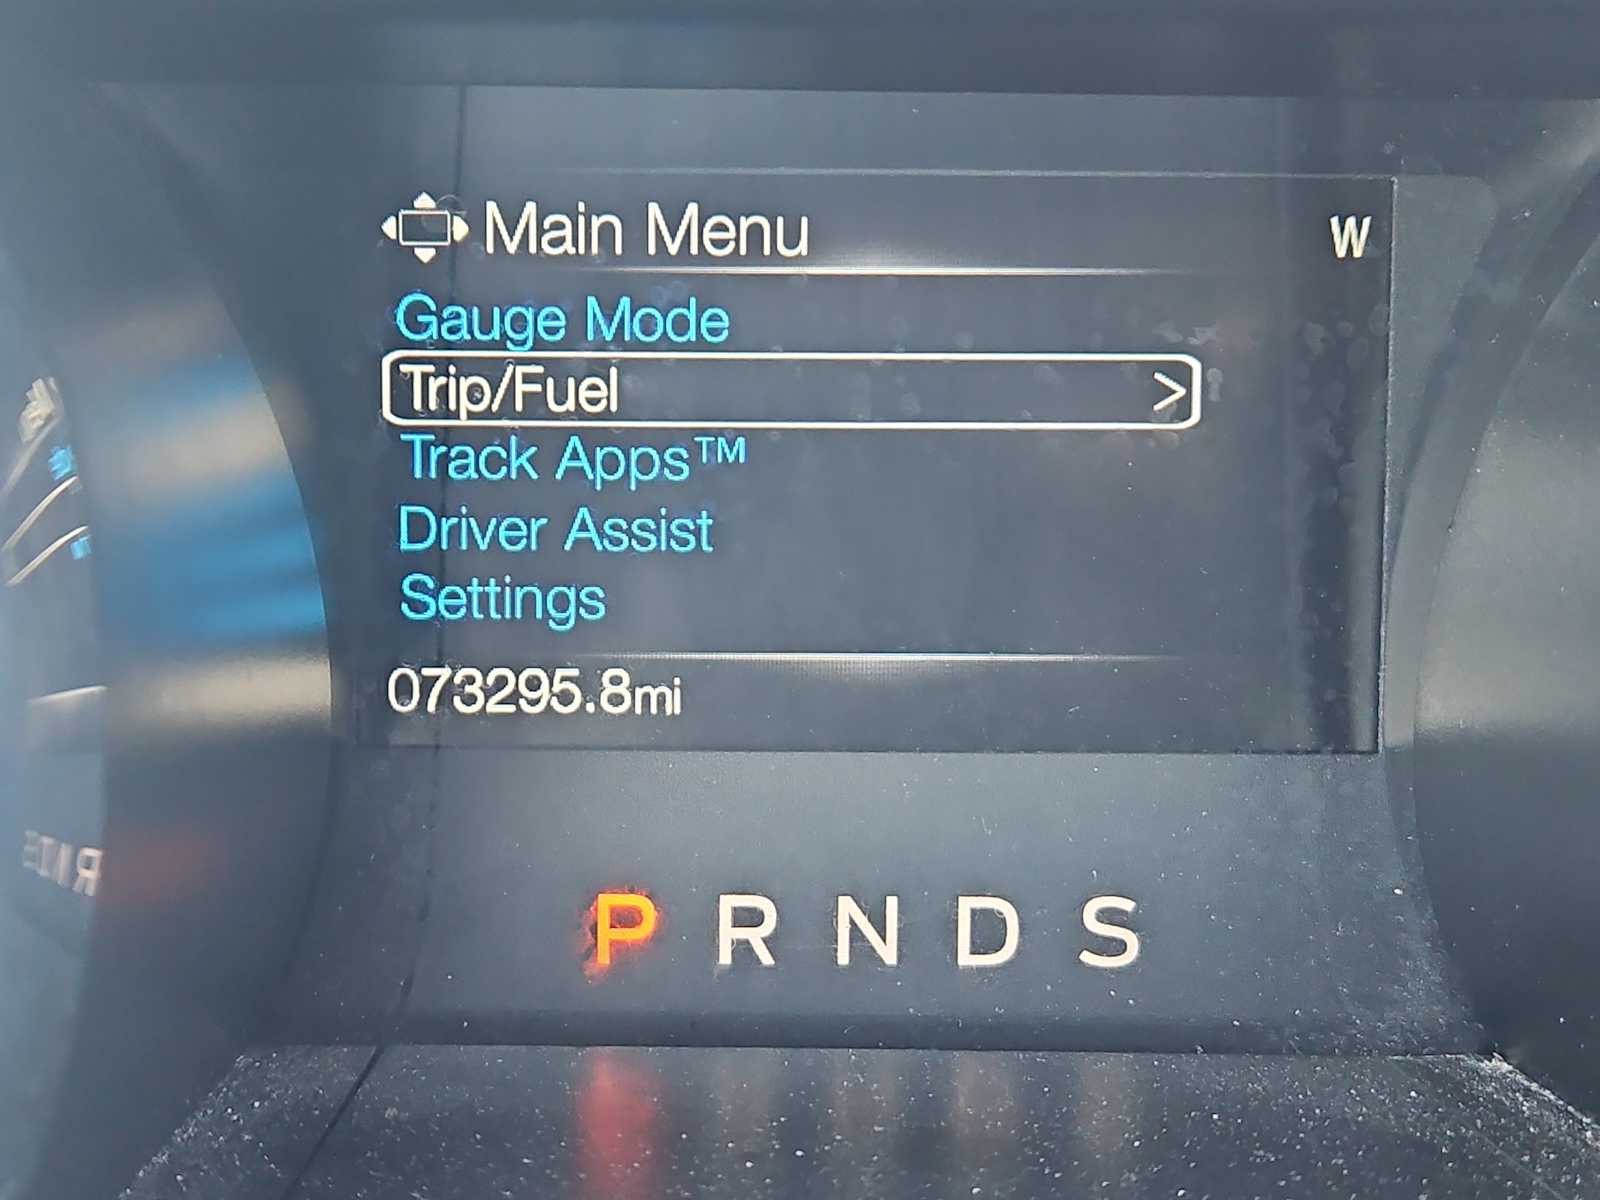 Main Menu W
Gauge Mode
Trip/Fuel >
Track Apps™
Driver Assist
Settings
073295.8mi
P R N D S